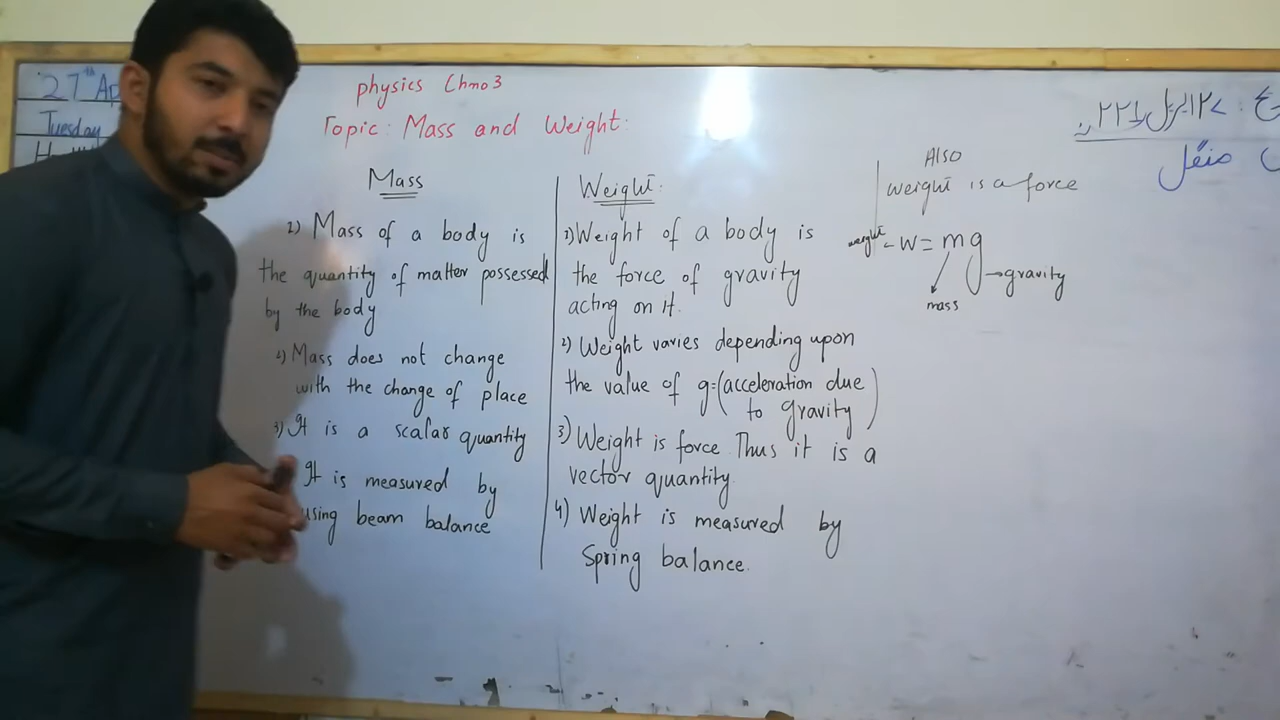 27th Ap
Tuesday
physics Chno3
Topic: Mass and Weight:
Mass
1) Mass of a body is
the quantity of matter possessed
by the body
2) Mass does not change
with the change of place
3) It is a scalar quantity
It is measured by
using beam balance
Weight:
1) Weight of a body is
the force of gravity
acting on it.
2) Weight varies depending upon
the value of g=(acceleration due
to gravity)
3) Weight is force Thus it is a
vector quantity.
4) Weight is measured by
Spring balance.
Also
weight is a force
weight - W = mg
gravity
mass